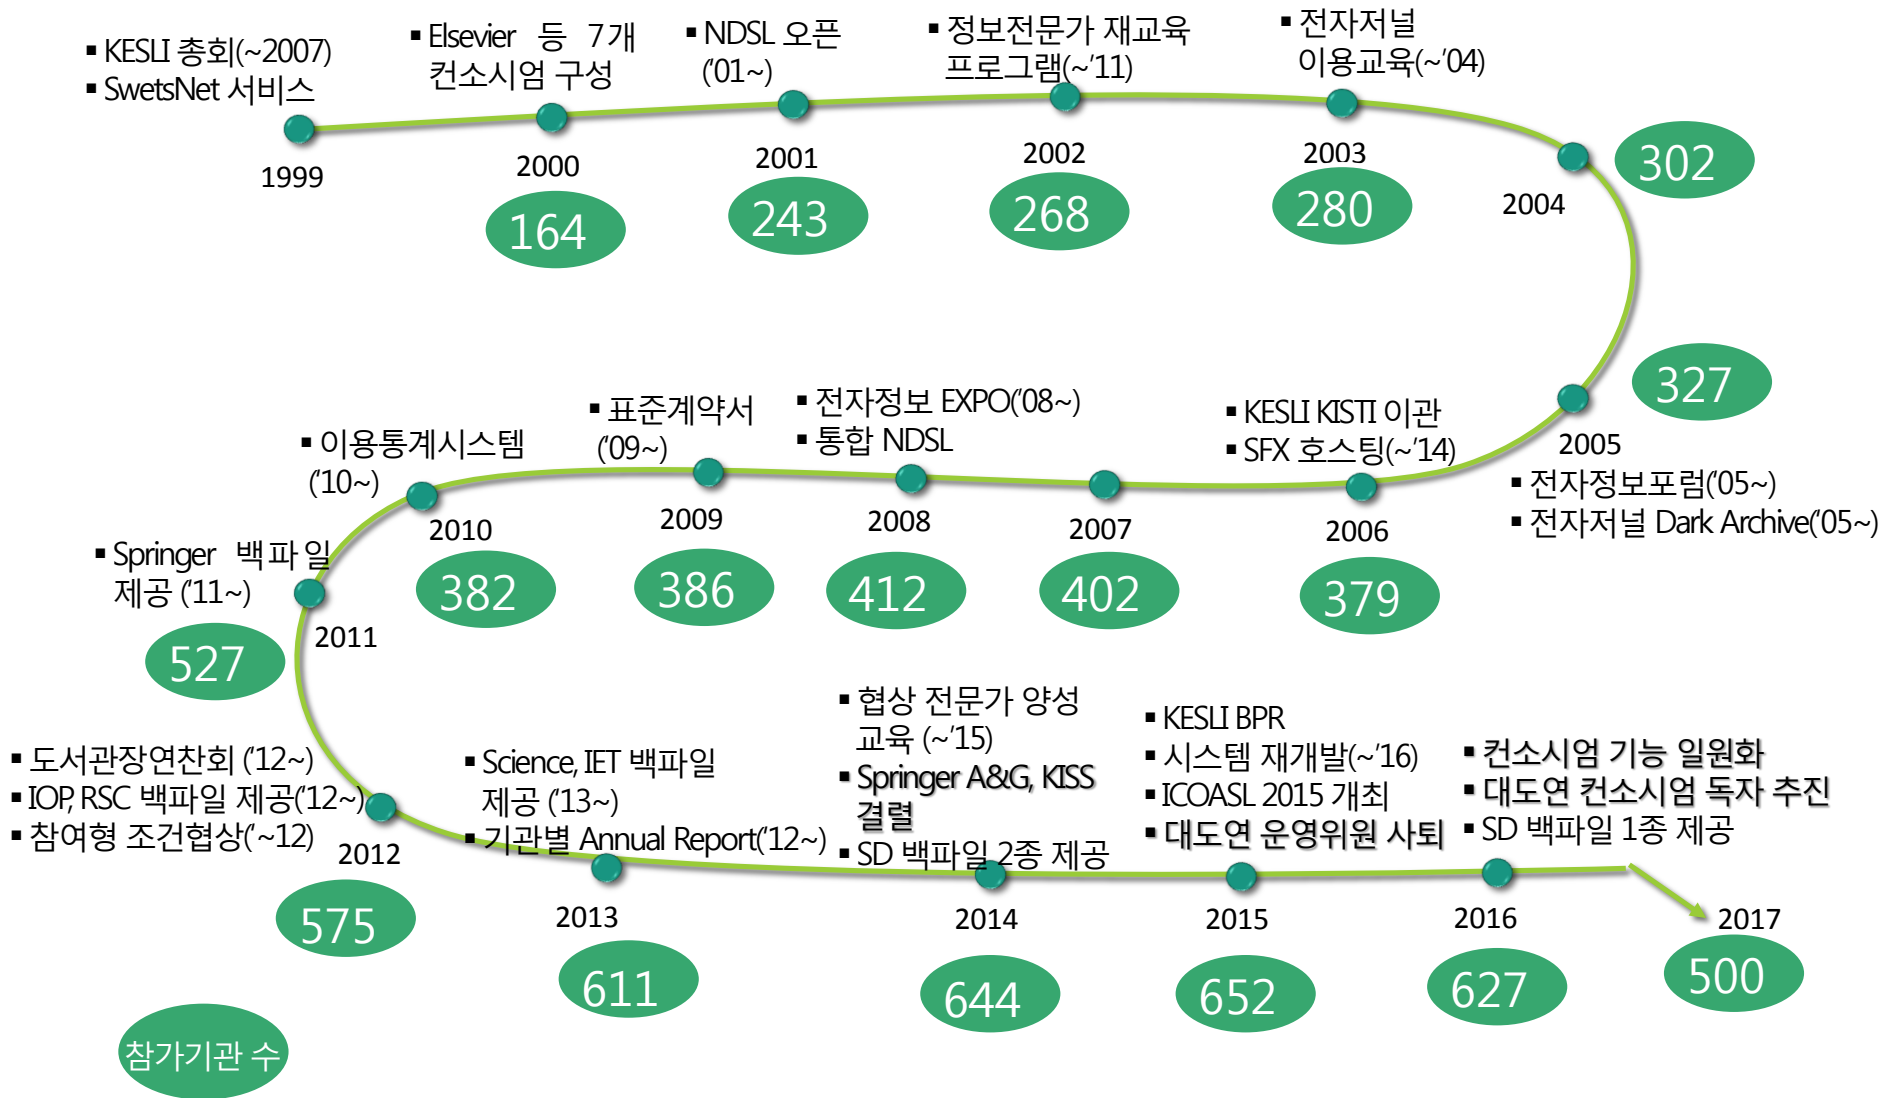 ▪ KESLI 총회(~2007)
▪ SwetsNet 서비스
1999
▪ Elsevier 등 7개
컨소시엄 구성
2000
164
▪ NDSL 오픈
('01~)
2001
243
▪ 정보전문가 재교육
프로그램(~'11)
2002
268
▪ 전자저널
이용교육(~'04)
2003
280
2004
302
327
2005
▪ 전자정보포럼('05~)
▪ 전자저널 Dark Archive('05~)
▪ KESLI KISTI 이관
▪ SFX 호스팅(~'14)
2006
379
2007
402
▪ 전자정보 EXPO('08~)
▪ 통합 NDSL
2008
412
▪ 표준계약서
('09~)
2009
386
▪ 이용통계시스템
('10~)
2010
382
▪ Springer 백파일
제공 ('11~)
2011
527
▪ 도서관장연찬회 ('12~)
▪ IOP, RSC 백파일 제공('12~)
▪ 참여형 조건협상('~12)
2012
575
▪ Science, IET 백파일
제공 ('13~)
▪ 기관별 Annual Report('12~)
2013
611
▪ 협상 전문가 양성
교육 (~'15)
▪ Springer A&G, KISS
결렬
▪ SD 백파일 2종 제공
2014
644
▪ KESLI BPR
▪ 시스템 재개발(~'16)
▪ ICOASL 2015 개최
▪ 대도연 운영위원 사퇴
2015
652
▪ 컨소시엄 기능 일원화
▪ 대도연 컨소시엄 독자 추진
▪ SD 백파일 1종 제공
2016
627
2017
500
참가기관 수